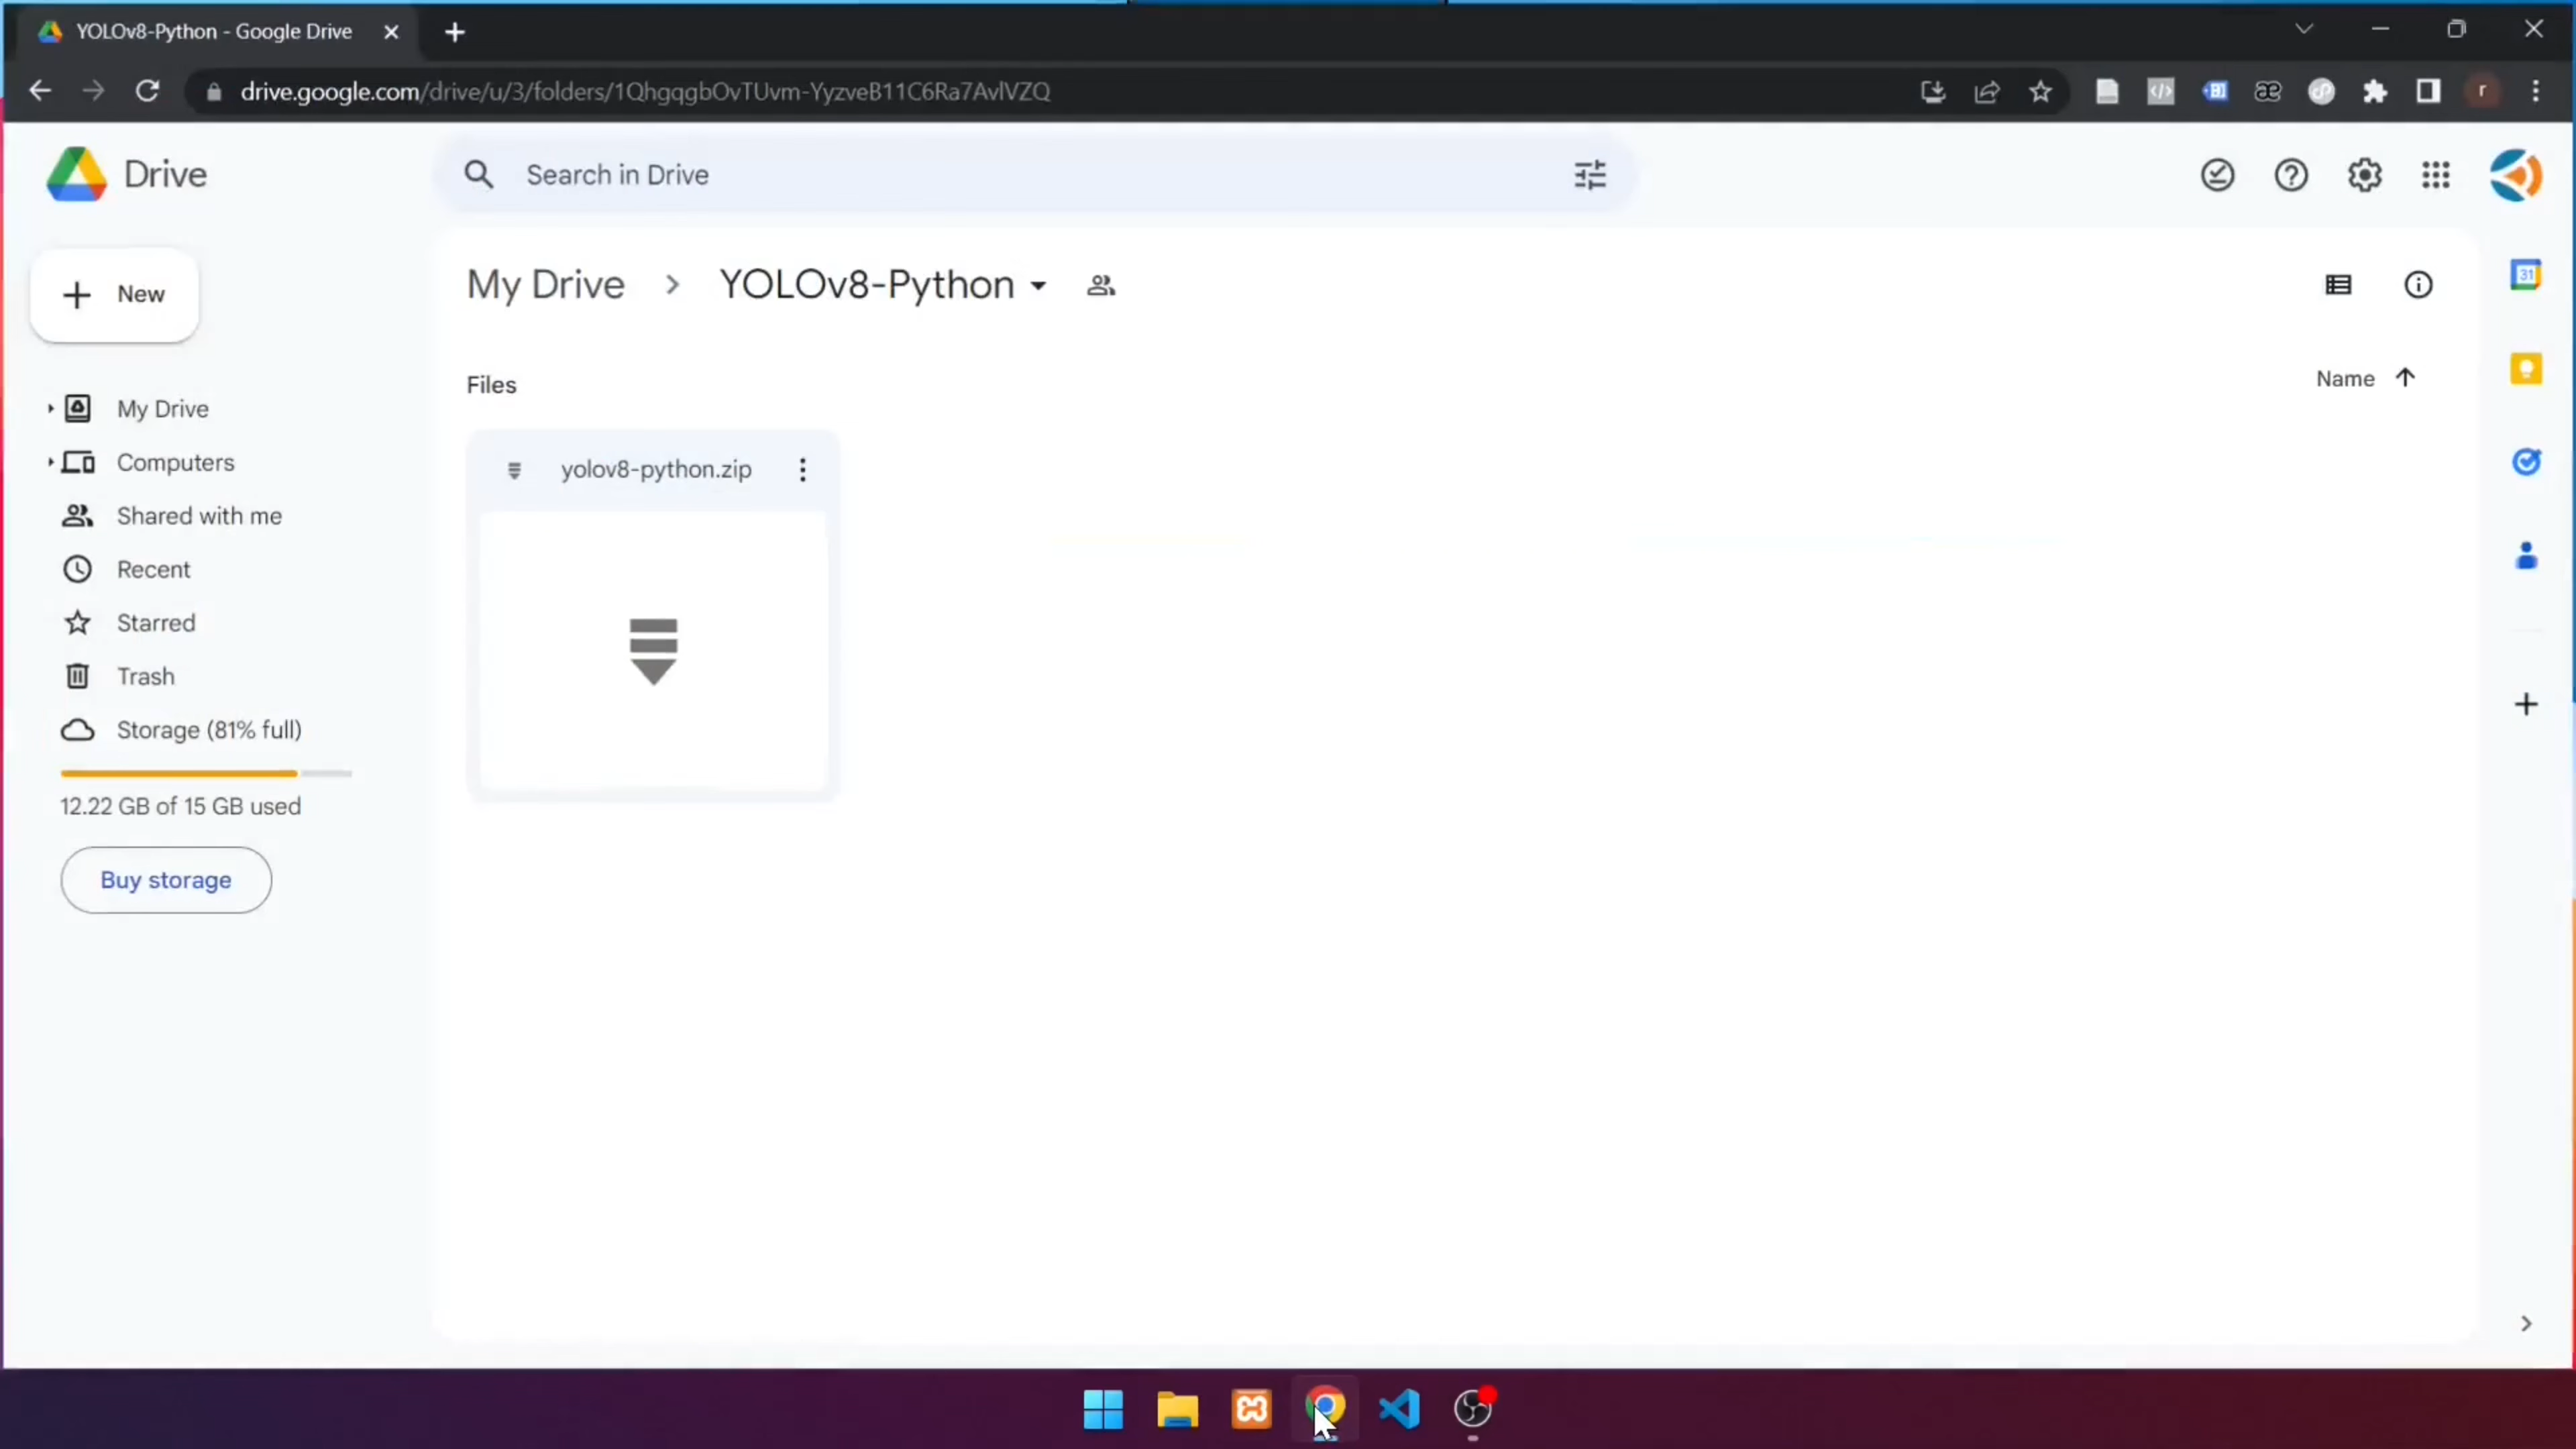 YOLOv8-Python - Google Drive
drive.google.com/drive/u/3/folders/1QhgqgbOvTUvm-YyzveB11C6Ra7AvlVZQ
Drive
Search in Drive
New
My Drive
YOLOv8-Python
Files
Name
My Drive
Computers
Shared with me
Recent
Starred
Trash
Storage (81% full)
12.22 GB of 15 GB used
Buy storage
yolov8-python.zip
31
r